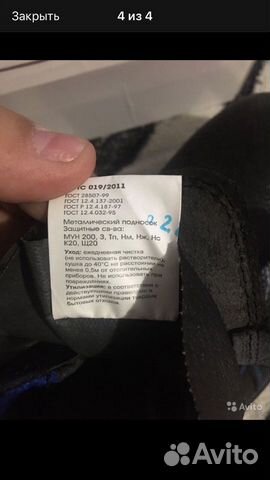 Закрыть
4 из 4
ТС 019/2011
ГОСТ 28507-99
ГОСТ 12.4.137-2001
ГОСТ Р 12.4.187-97
ГОСТ 12.4.032-95
Металлический подносок
Защитные св-ва:
МУН 200, З, Тп, Нм, Нж, Нс
К20, Щ20
Уход: ежедневная чистка
(не использовать растворители),
сушка до 40°С на расстоянии не
менее 0,5м от отопительных
приборов. Не использовать при
повреждениях.
Утилизация: в соответствии с
действующими правилами и
нормами утилизации твердых
бытовых отходов.
Avito
Avito